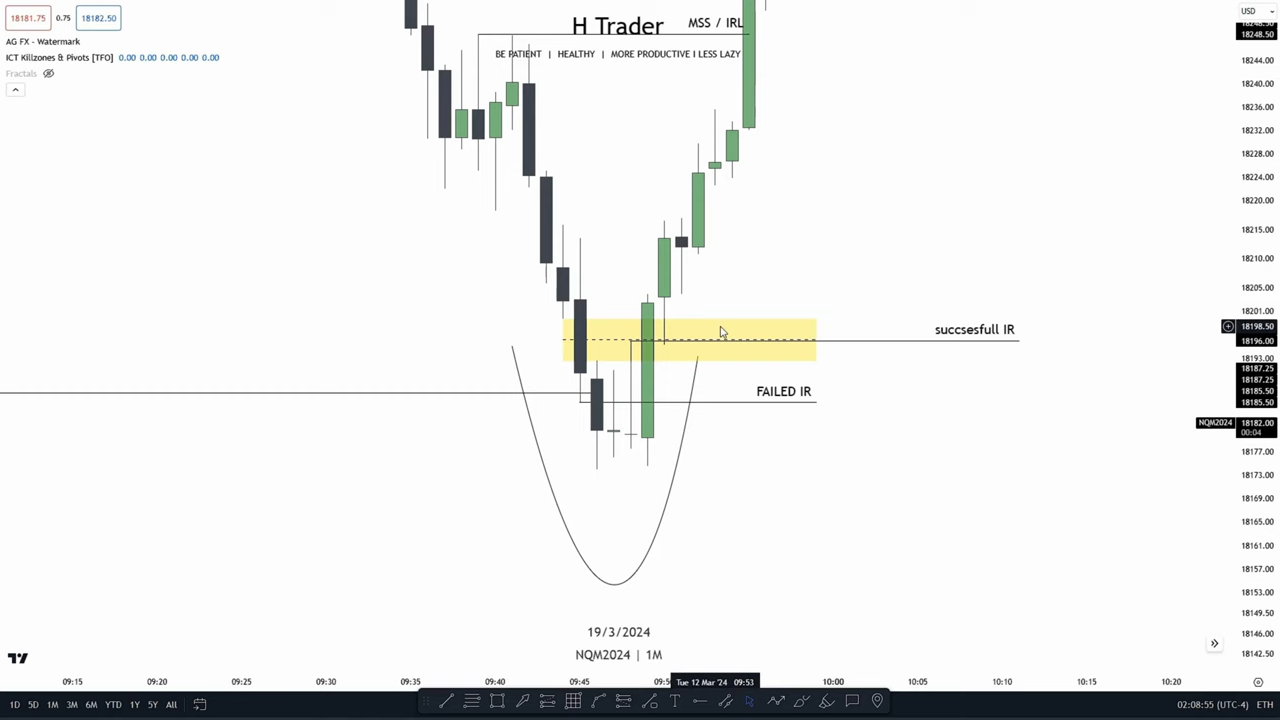 18181.75 0.75 18182.50
H Trader
MSS / IRL
USD
AG FX - Watermark
BE PATIENT | HEALTHY | MORE PRODUCTIVE I LESS LAZY
ICT Killzones & Pivots [TFO] 0.00 0.00 0.00 0.00 0.00
Fractals
18248.50
18244.00
18240.00
18236.00
18232.00
18228.00
18224.00
18220.00
18215.00
18210.00
18205.00
18201.00
succsesfull IR
18198.50
18196.00
18193.00
18187.25
18187.25
FAILED IR
18185.50
18185.50
NQM2024 18182.00
00:04
18177.00
18173.00
18169.00
18165.00
18161.00
18157.00
18153.00
18149.50
18146.00
18142.50
19/3/2024
NQM2024 | 1M
09:15 09:20 09:25 09:30 09:35 09:40 09:45 Tue 12 Mar '24 09:53 10:00 10:05 10:10 10:15 10:20
1D 5D 1M 3M 6M YTD 1Y 5Y All 02:08:55 (UTC-4) ETH